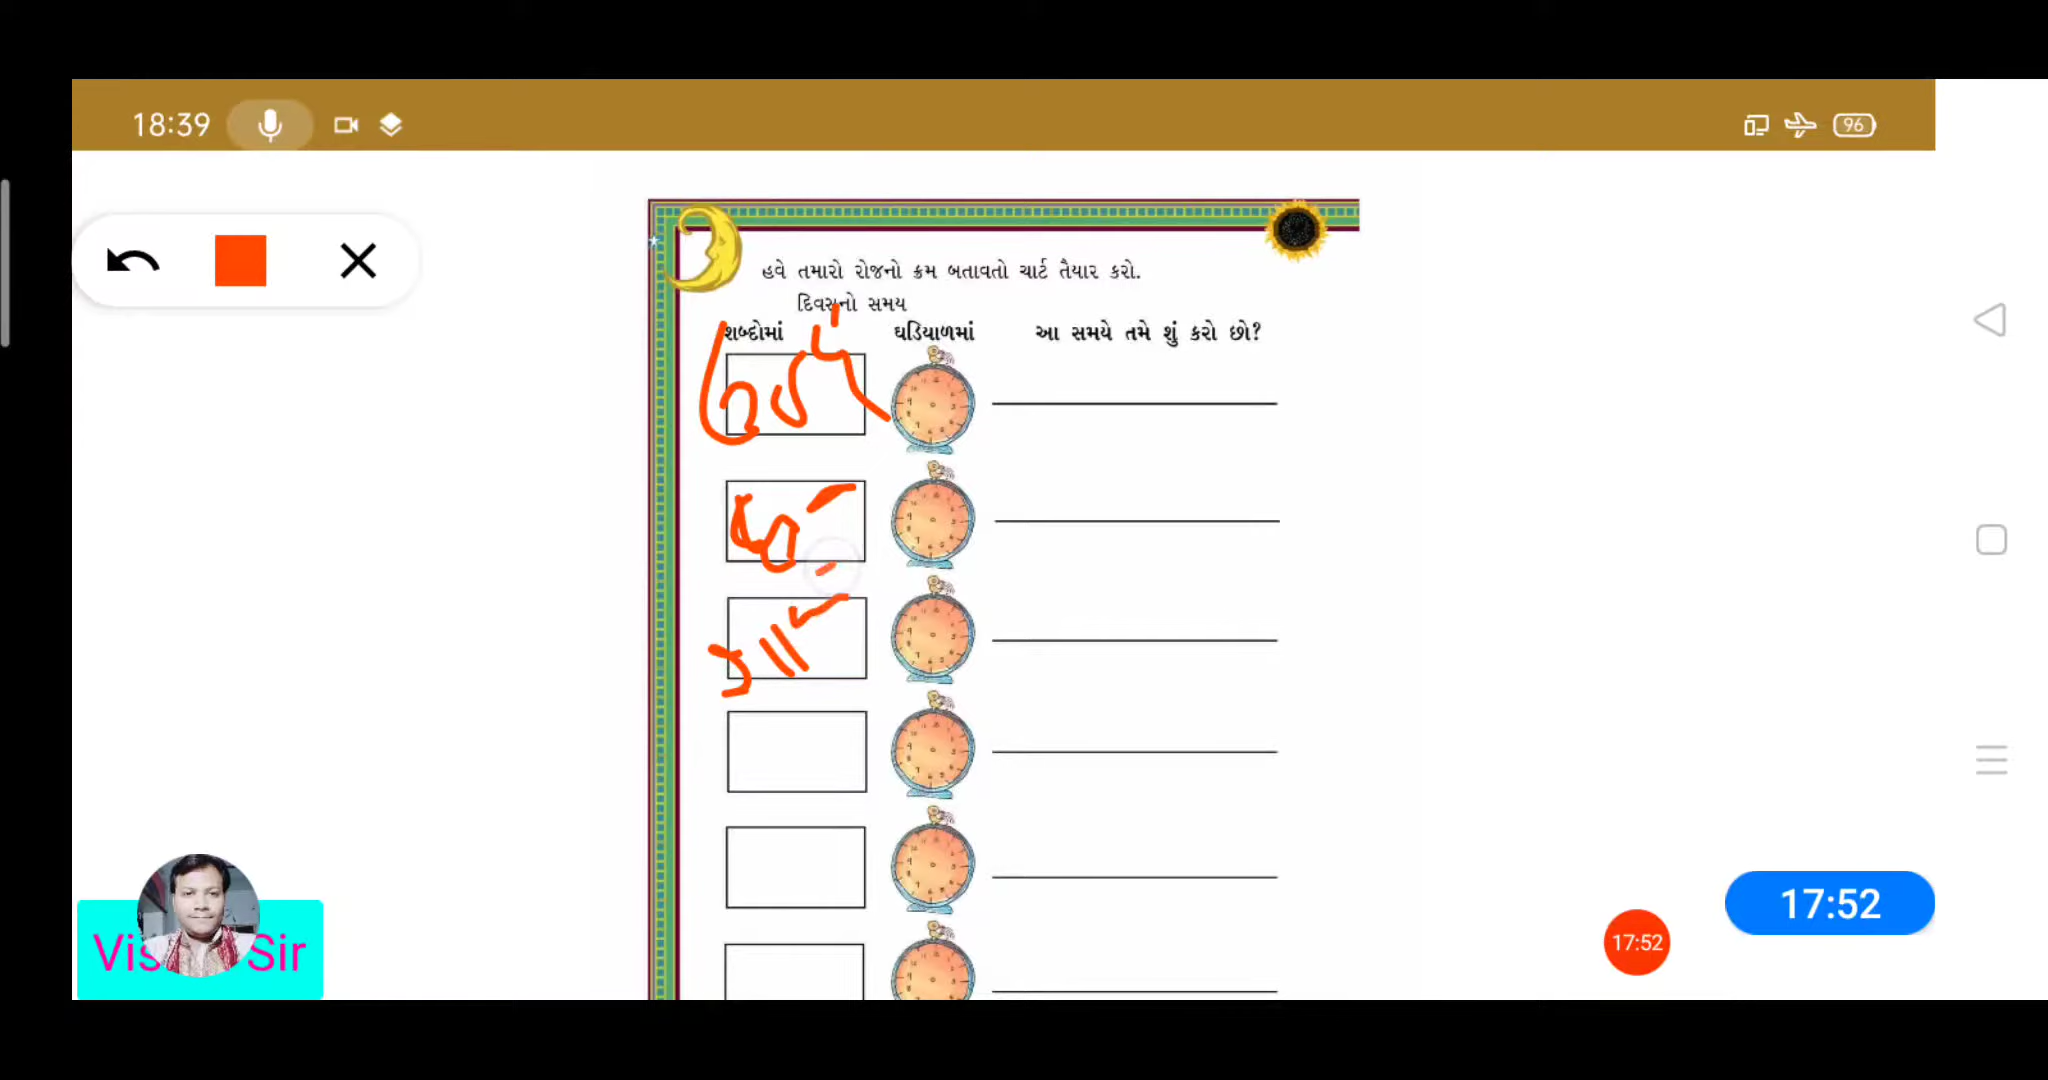 18:39
96
હવે તમારો રોજનો ક્રમ બતાવતો ચાર્ટ તૈયાર કરો.
દિવસનો સમય
શબ્દોમાં ઘડિયાળમાં આ સમયે તમે શું કરો છો?
17:52
17:52
Sir